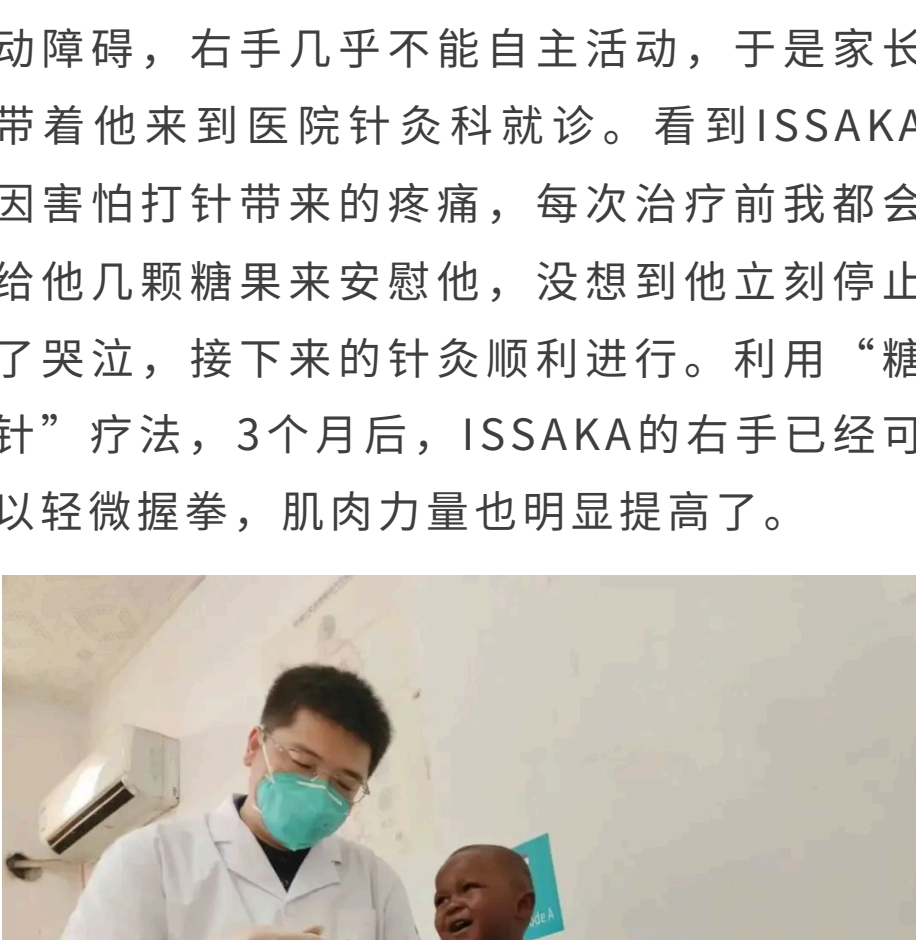 动障碍，右手几乎不能自主活动，于是家长
带着他来到医院针灸科就诊。看到ISSAKA
因害怕打针带来的疼痛，每次治疗前我都会
给他几颗糖果来安慰他，没想到他立刻停止
了哭泣，接下来的针灸顺利进行。利用“糖
针”疗法，3个月后，ISSAKA的右手已经可
以轻微握拳，肌肉力量也明显提高了。
ode A